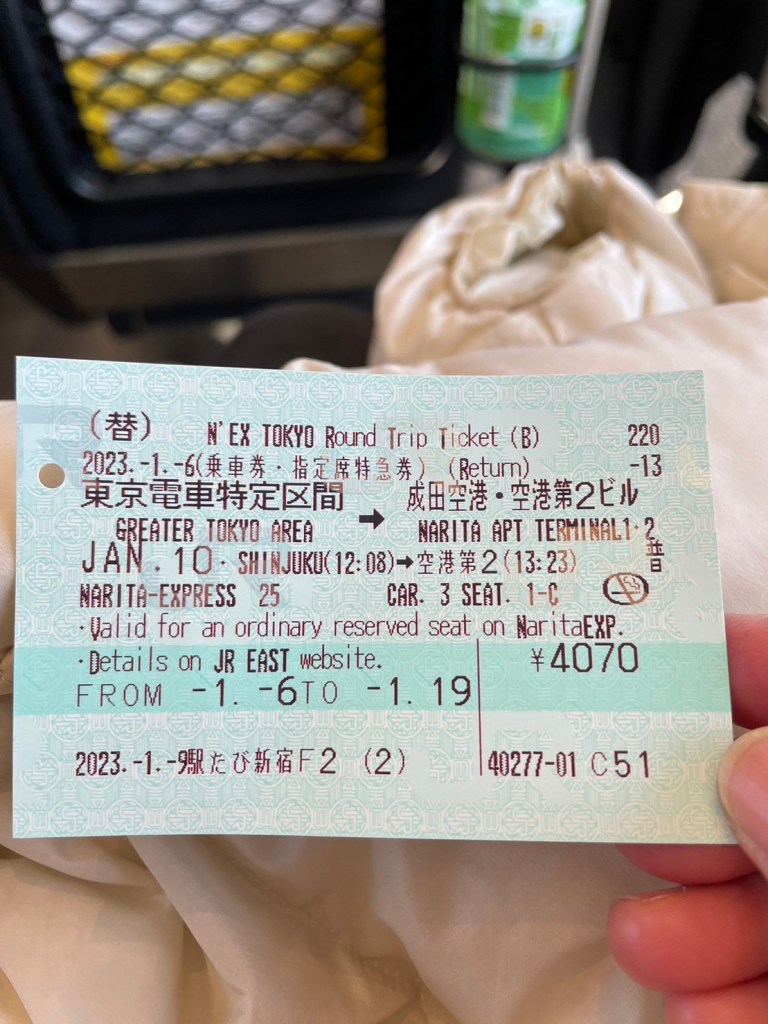 (替) N'EX TOKYO Round Trip Ticket (B) 220
2023.-1.-6(乗車券・指定席特急券) (Return) -13
東京電車特定区間 ➡ 成田空港・空港第2ビル
GREATER TOKYO AREA NARITA APT TERMINAL1・2
JAN.10・SHINJUKU(12:08)➡空港第2(13:23) 普
NARITA-EXPRESS 25 CAR. 3 SEAT. 1-C
・Valid for an ordinary reserved seat on NaritaEXP.
・Details on JR EAST website. ¥4070
FROM -1. -6TO -1.19
2023.-1.-9駅たび新宿F2 (2) 40277-01 C51